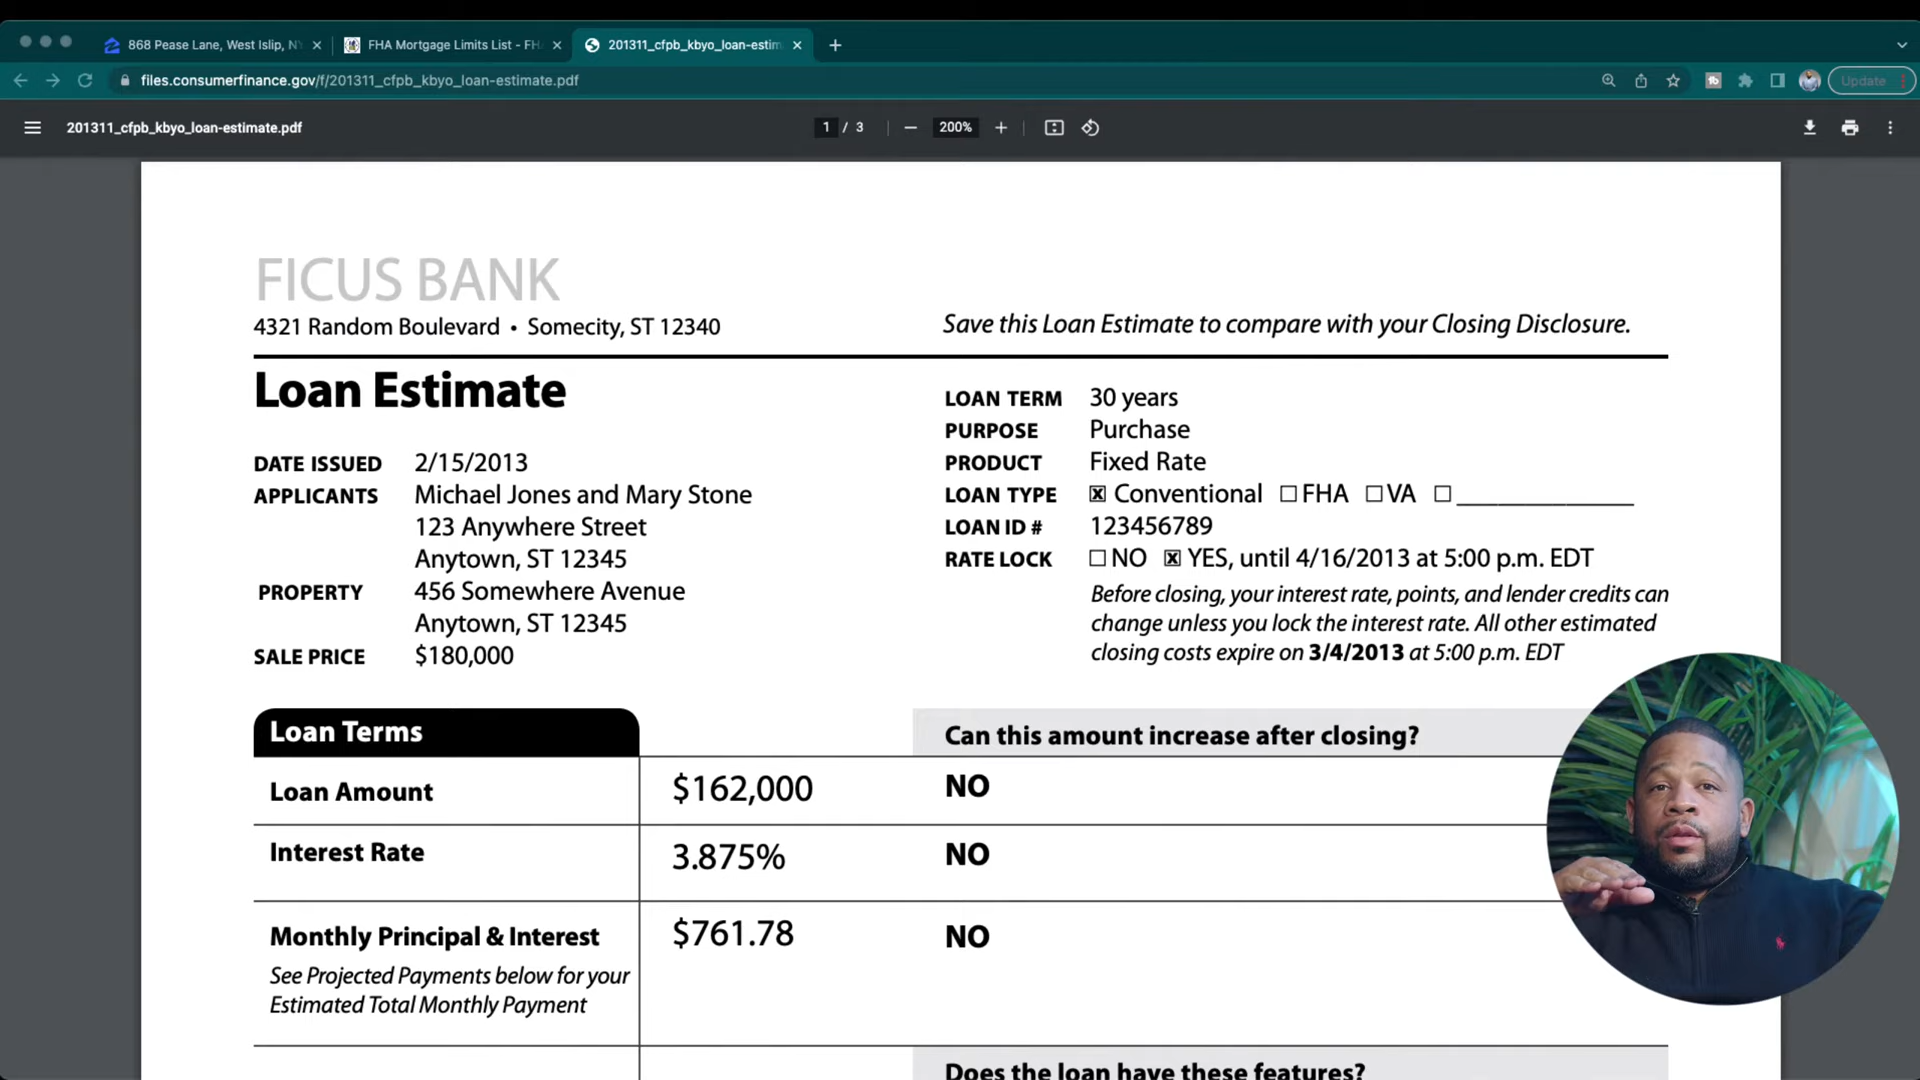 868 Pease Lane, West Islip, N
FHA Mortgage Limits List - FH
201311_cfpb_kbyo_loan-estim
files.consumerfinance.gov/f/201311_cfpb_kbyo_loan-estimate.pdf
Update
201311_cfpb_kbyo_loan-estimate.pdf
1 / 3
200%
FICUS BANK
4321 Random Boulevard • Somecity, ST 12340
Save this Loan Estimate to compare with your Closing Disclosure.
Loan Estimate
DATE ISSUED 2/15/2013
APPLICANTS Michael Jones and Mary Stone
123 Anywhere Street
Anytown, ST 12345
PROPERTY 456 Somewhere Avenue
Anytown, ST 12345
SALE PRICE $180,000
LOAN TERM 30 years
PURPOSE Purchase
PRODUCT Fixed Rate
LOAN TYPE ☒ Conventional ☐ FHA ☐ VA ☐ ______________
LOAN ID # 123456789
RATE LOCK ☐ NO ☒ YES, until 4/16/2013 at 5:00 p.m. EDT
Before closing, your interest rate, points, and lender credits can
change unless you lock the interest rate. All other estimated
closing costs expire on 3/4/2013 at 5:00 p.m. EDT
Loan Terms
Can this amount increase after closing?
Loan Amount $162,000 NO
Interest Rate 3.875% NO
Monthly Principal & Interest $761.78 NO
See Projected Payments below for your
Estimated Total Monthly Payment
Does the loan have these features?